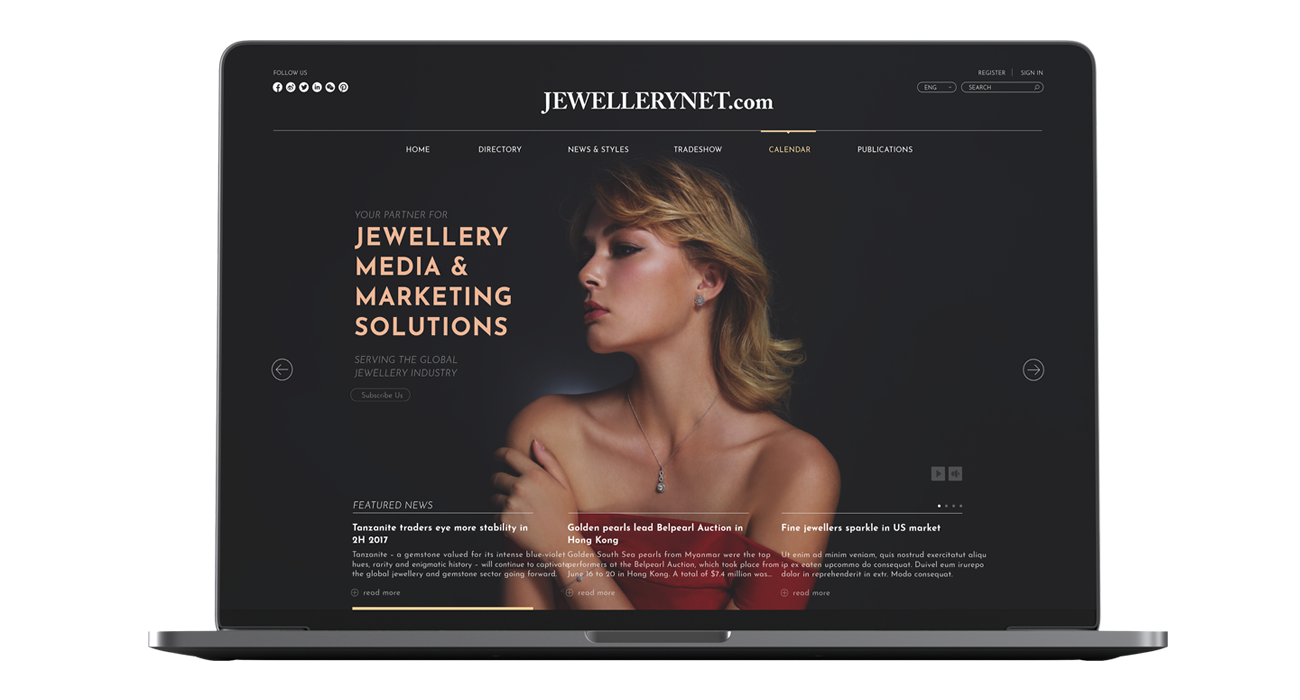 FOLLOW US
REGISTER | SIGN IN
ENG
SEARCH
JEWELLERYNET.com
HOME
DIRECTORY
NEWS & STYLES
TRADESHOW
CALENDAR
PUBLICATIONS
YOUR PARTNER FOR
JEWELLERY
MEDIA &
MARKETING
SOLUTIONS
SERVING THE GLOBAL
JEWELLERY INDUSTRY
Subscribe Us
FEATURED NEWS
Tanzanite traders eye more stability in
2H 2017
Tanzanite – a gemstone valued for its intense blue-violet
hues, rarity and enigmatic history – will continue to captivate
the global jewellery and gemstone sector going forward.
read more
Golden pearls lead Belpearl Auction in
Hong Kong
Golden South Sea pearls from Myanmar were the top
performers at the Belpearl Auction, which took place from
June 16 to 20 in Hong Kong. A total of $7.4 million was...
read more
Fine jewellers sparkle in US market
Ut enim ad minim veniam, quis nostrud exercitatut aliqu
ip ex eaten upcommo do consequat. Duivel eum irurepo
dolor in reprehenderit in extr. Modo consequat.
read more